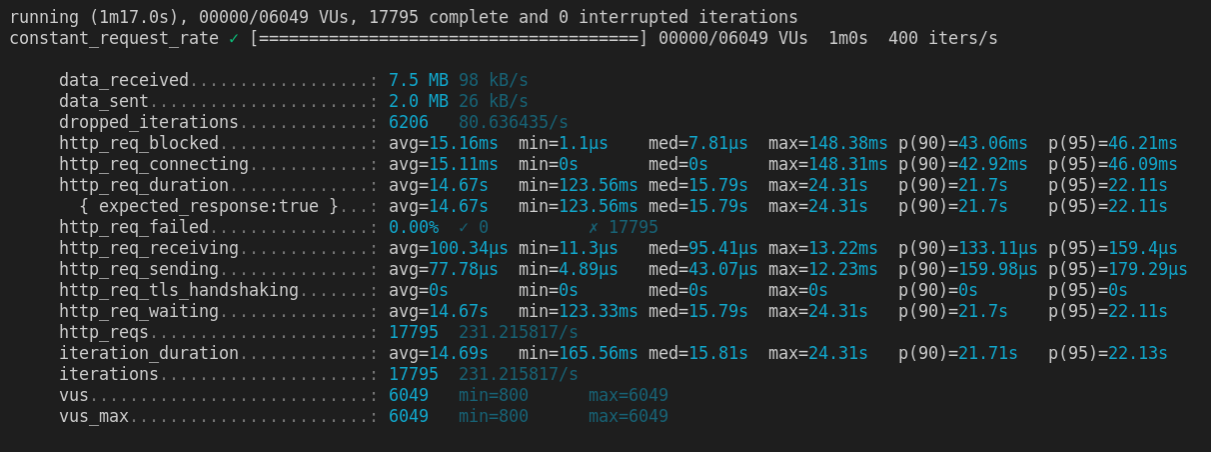 running (1m17.0s), 00000/06049 VUs, 17795 complete and 0 interrupted iterations
constant_request_rate ✓ [======================================] 00000/06049 VUs  1m0s  400 iters/s
data_received..................: 7.5 MB 98 kB/s
data_sent......................: 2.0 MB 26 kB/s
dropped_iterations.............: 6206   80.636435/s
http_req_blocked...............: avg=15.16ms  min=1.1µs    med=7.81µs  max=148.38ms p(90)=43.06ms  p(95)=46.21ms
http_req_connecting............: avg=15.11ms  min=0s       med=0s      max=148.31ms p(90)=42.92ms  p(95)=46.09ms
http_req_duration..............: avg=14.67s   min=123.56ms med=15.79s  max=24.31s   p(90)=21.7s    p(95)=22.11s
{ expected_response:true }...: avg=14.67s   min=123.56ms med=15.79s  max=24.31s   p(90)=21.7s    p(95)=22.11s
http_req_failed................: 0.00%  ✓ 0          ✗ 17795
http_req_receiving.............: avg=100.34µs min=11.3µs   med=95.41µs max=13.22ms  p(90)=133.11µs p(95)=159.4µs
http_req_sending...............: avg=77.78µs  min=4.89µs   med=43.07µs max=12.23ms  p(90)=159.98µs p(95)=179.29µs
http_req_tls_handshaking.......: avg=0s       min=0s       med=0s      max=0s       p(90)=0s       p(95)=0s
http_req_waiting...............: avg=14.67s   min=123.33ms med=15.79s  max=24.31s   p(90)=21.7s    p(95)=22.11s
http_reqs......................: 17795  231.215817/s
iteration_duration.............: avg=14.69s   min=165.56ms med=15.81s  max=24.31s   p(90)=21.71s   p(95)=22.13s
iterations.....................: 17795  231.215817/s
vus............................: 6049   min=800      max=6049
vus_max........................: 6049   min=800      max=6049